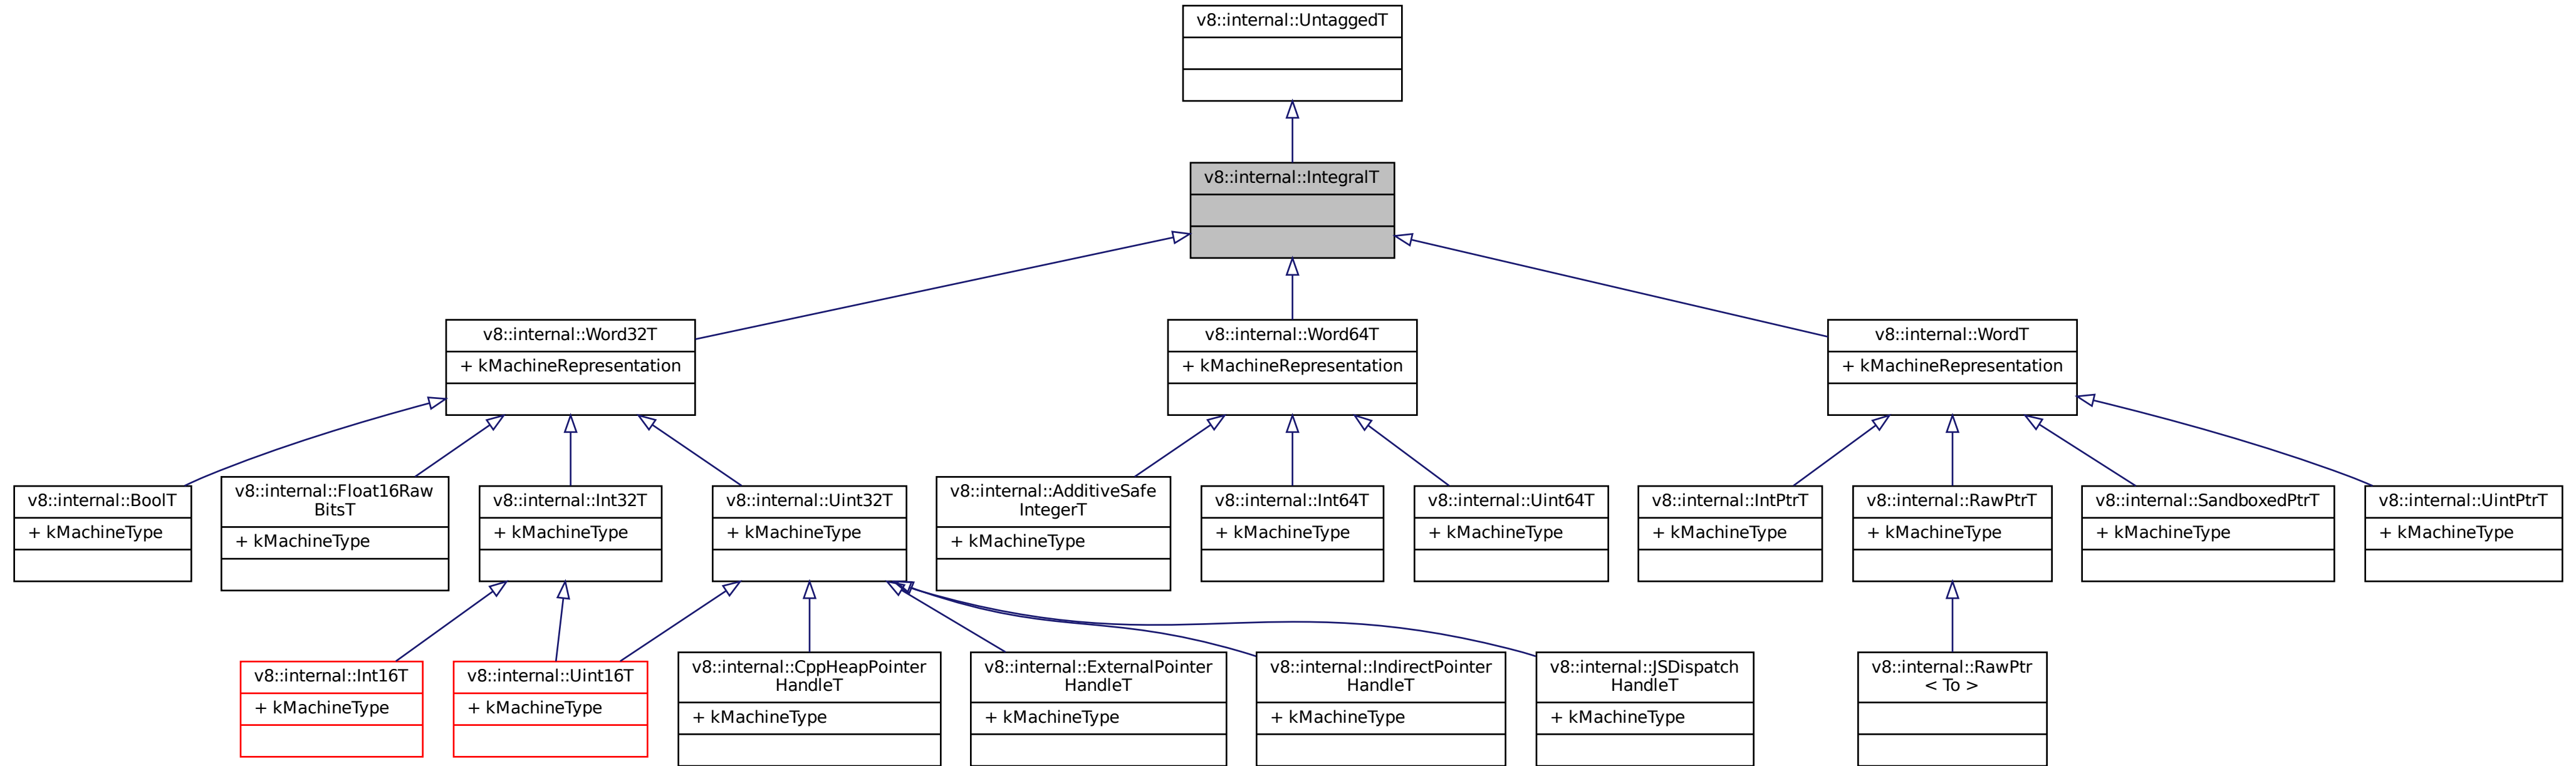 v8::internal::UntaggedT
v8::internal::IntegralT
v8::internal::Word32T
+ kMachineRepresentation
v8::internal::Word64T
+ kMachineRepresentation
v8::internal::WordT
+ kMachineRepresentation
v8::internal::BoolT
+ kMachineType
v8::internal::Float16Raw
BitsT
+ kMachineType
v8::internal::Int32T
+ kMachineType
v8::internal::Uint32T
+ kMachineType
v8::internal::AdditiveSafe
IntegerT
+ kMachineType
v8::internal::Int64T
+ kMachineType
v8::internal::Uint64T
+ kMachineType
v8::internal::IntPtrT
+ kMachineType
v8::internal::RawPtrT
+ kMachineType
v8::internal::SandboxedPtrT
+ kMachineType
v8::internal::UintPtrT
+ kMachineType
v8::internal::Int16T
+ kMachineType
v8::internal::Uint16T
+ kMachineType
v8::internal::CppHeapPointer
HandleT
+ kMachineType
v8::internal::ExternalPointer
HandleT
+ kMachineType
v8::internal::IndirectPointer
HandleT
+ kMachineType
v8::internal::JSDispatch
HandleT
+ kMachineType
v8::internal::RawPtr
< To >